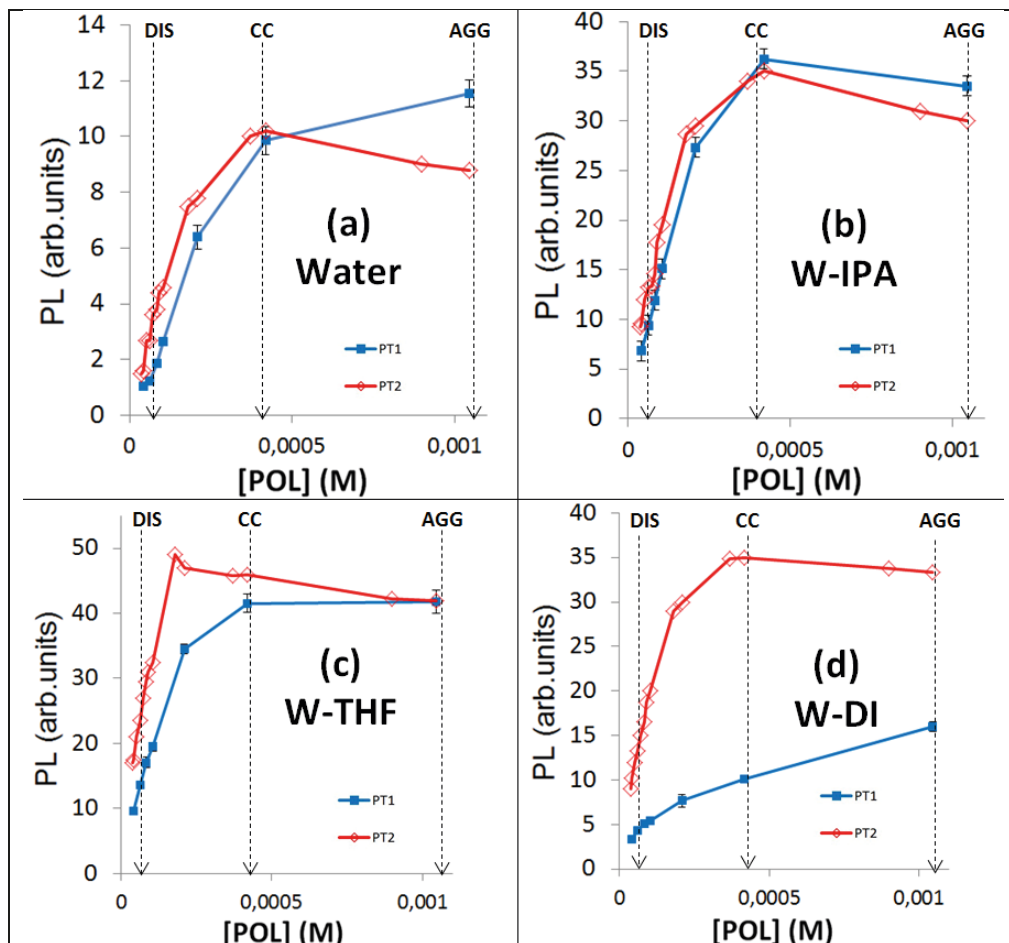 DIS CC AGG
14
12
10
8
6
4
2
0
PL (arb.units)
(a)
Water
PT1
PT2
0 0,0005 0,001
[POL] (M)
DIS CC AGG
40
35
30
25
20
15
10
5
0
PL (arb.units)
(b)
W-IPA
PT1
PT2
0 0,0005 0,001
[POL] (M)
DIS CC AGG
50
40
30
20
10
0
PL (arb.units)
(c)
W-THF
PT1
PT2
0 0,0005 0,001
[POL] (M)
DIS CC AGG
40
35
30
25
20
15
10
5
0
PL (arb.units)
(d)
W-DI
PT1
PT2
0 0,0005 0,001
[POL] (M)